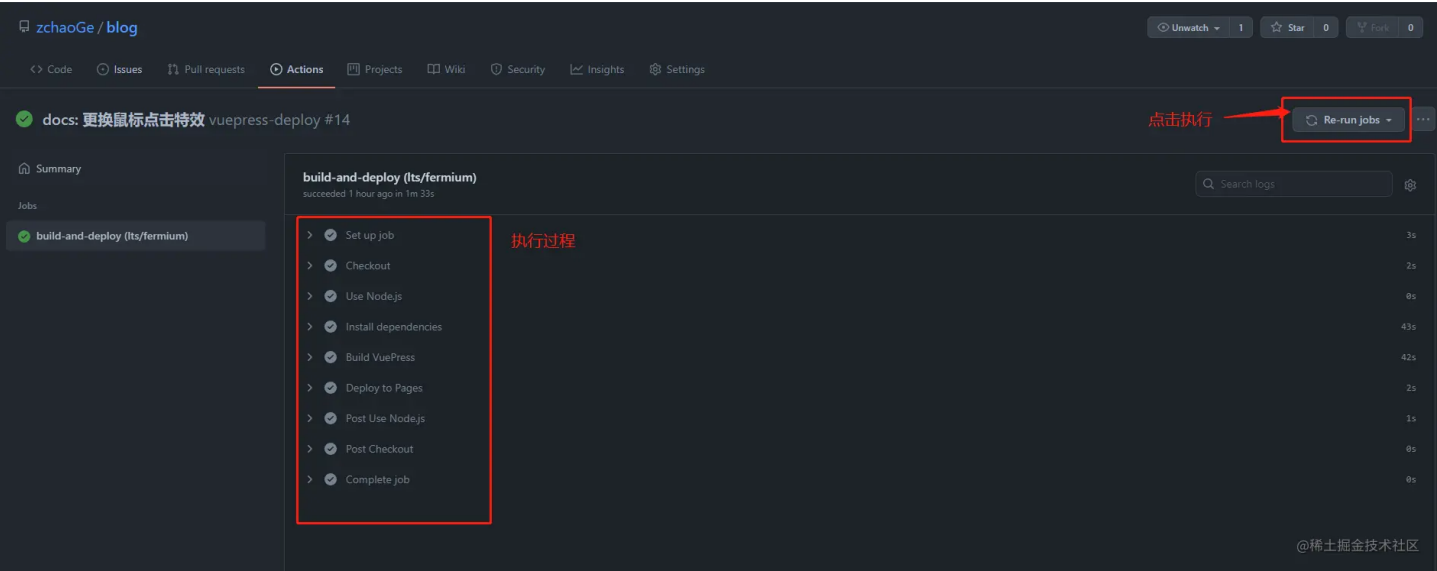 zchaoGe / blog
Unwatch 1 Star 0 Fork 0
Code Issues Pull requests Actions Projects Wiki Security Insights Settings
docs: 更换鼠标点击特效 vuepress-deploy #14
点击执行
Re-run jobs
Summary
Jobs
build-and-deploy (lts/fermium)
build-and-deploy (lts/fermium)
succeeded 1 hour ago in 1m 33s
Search logs
执行过程
Set up job 3s
Checkout 2s
Use Node.js 0s
Install dependencies 43s
Build VuePress 42s
Deploy to Pages 2s
Post Use Node.js 1s
Post Checkout 0s
Complete job 0s
@稀土掘金技术社区